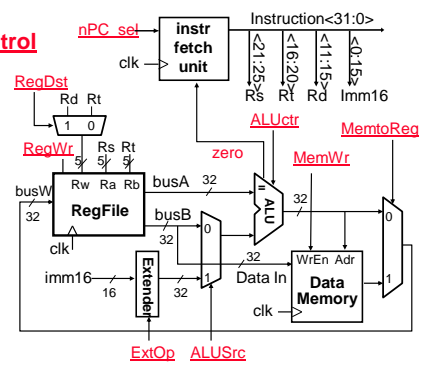 Instruction<31:0>
nPC_sel
instr
fetch
unit
clk
trol
<21:25>
<16:20>
<11:15>
<0:15>
Rs
Rt
Rd
Imm16
RegDst
Rd Rt
1 0
ALUctr
MemtoReg
RegWr
Rs Rt
zero
MemWr
5 5 5
busA
32
Rw Ra Rb
busW
32
RegFile
busB
32
clk
=
ALU
32
0
0
1
32
WrEn Adr
Data In
Data
Memory
clk
1
imm16
16
Extender
32
ExtOp
ALUSrc